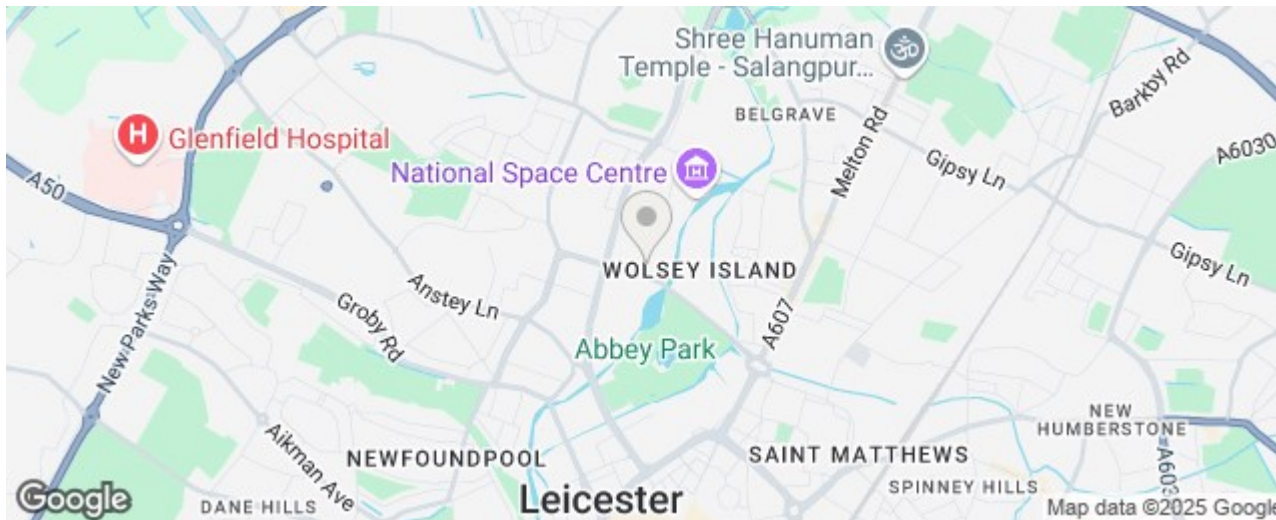 Shree Hanuman
Temple - Salangpur...
Barkby Rd
BELGRAVE
H
Glenfield Hospital
A6030
Melton Rd
National Space Centre
Gipsy Ln
A50
WOLSEY ISLAND
Gipsy Ln
New Parks Way
Anstey Ln
Groby Rd
A607
Abbey Park
NEW
HUMBERSTONE
Aikman Ave
NEWFOUNDPOOL
SAINT MATTHEWS
SPINNEY HILLS
Google
DANE HILLS
Leicester
Map data ©2025 Google